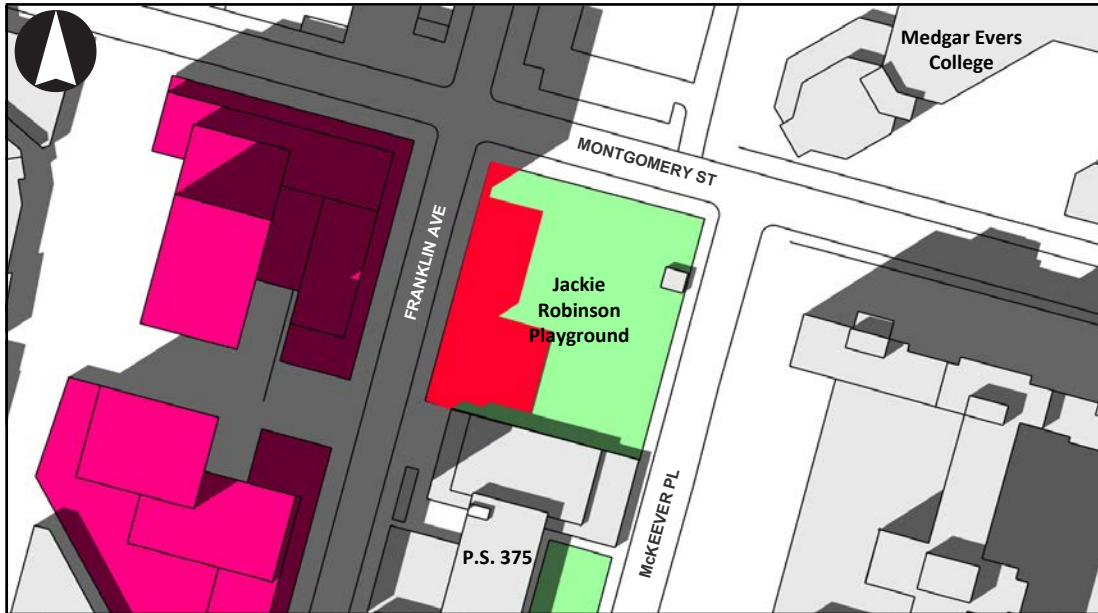 Medgar Evers
College
MONTGOMERY ST
FRANKLIN AVE
Jackie
Robinson
Playground
McKEEVER PL
P.S. 375